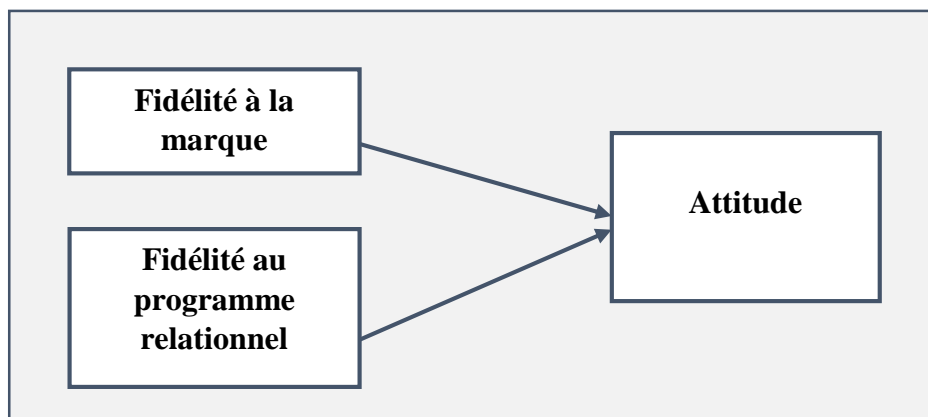 Fidélité à la
marque
Attitude
Fidélité au
programme
relationnel